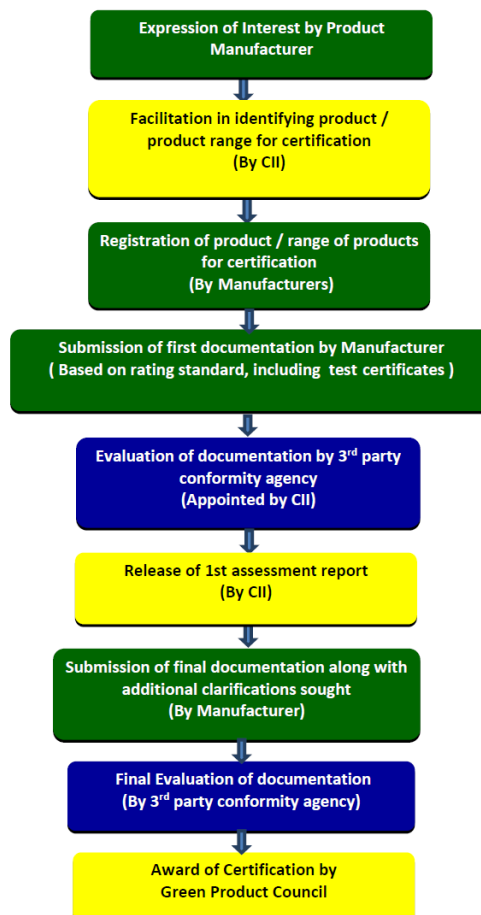 Expression of Interest by Product
Manufacturer
Facilitation in identifying product /
product range for certification
(By CII)
Registration of product / range of products
for certification
(By Manufacturers)
Submission of first documentation by Manufacturer
( Based on rating standard, including test certificates )
Evaluation of documentation by 3rd party
conformity agency
(Appointed by CII)
Release of 1st assessment report
(By CII)
Submission of final documentation along with
additional clarifications sought
(By Manufacturer)
Final Evaluation of documentation
(By 3rd party conformity agency)
Award of Certification by
Green Product Council